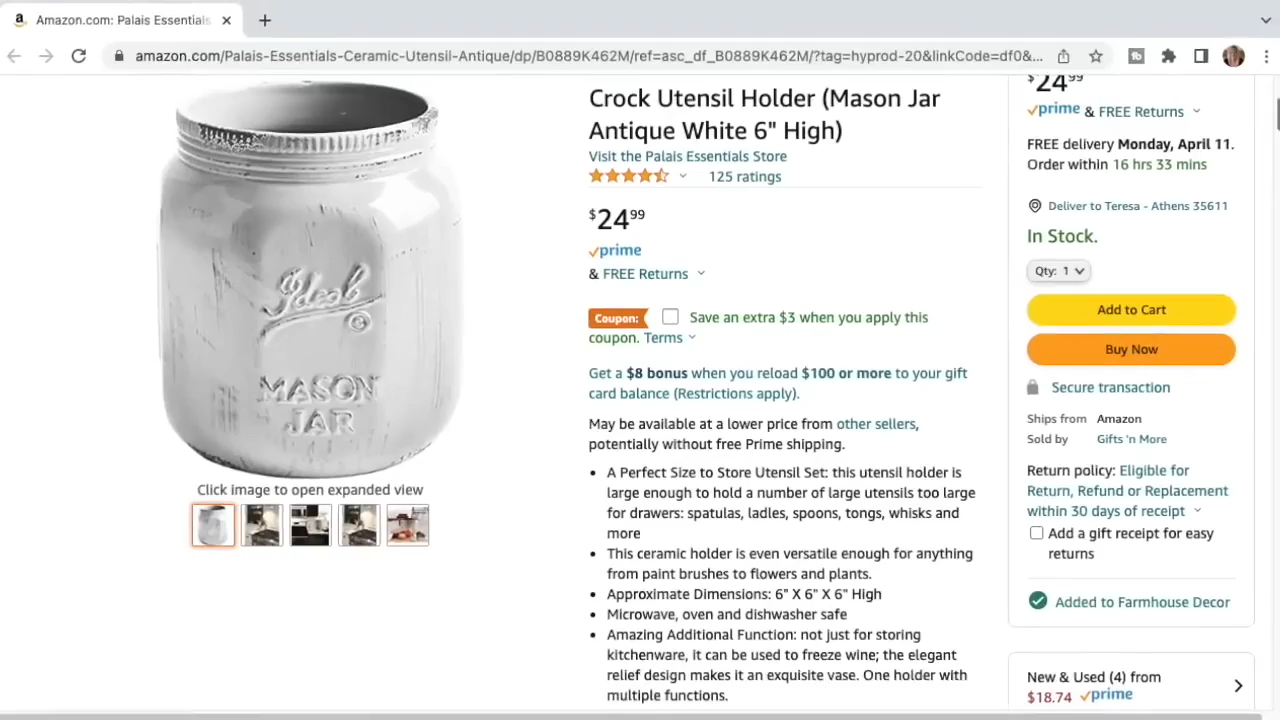 Amazon.com: Palais Essentials
amazon.com/Palais-Essentials-Ceramic-Utensil-Antique/dp/B0889K462M/ref=asc_df_B0889K462M/?tag=hyprod-20&linkCode=df0&...
Ideal
MASON
JAR
Click image to open expanded view
Crock Utensil Holder (Mason Jar
Antique White 6" High)
Visit the Palais Essentials Store
125 ratings
$24.99
prime
& FREE Returns
Coupon: Save an extra $3 when you apply this
coupon. Terms
Get a $8 bonus when you reload $100 or more to your gift
card balance (Restrictions apply).
May be available at a lower price from other sellers,
potentially without free Prime shipping.
• A Perfect Size to Store Utensil Set: this utensil holder is
large enough to hold a number of large utensils too large
for drawers: spatulas, ladles, spoons, tongs, whisks and
more
• This ceramic holder is even versatile enough for anything
from paint brushes to flowers and plants.
• Approximate Dimensions: 6" X 6" X 6" High
• Microwave, oven and dishwasher safe
• Amazing Additional Function: not just for storing
kitchenware, it can be used to freeze wine; the elegant
relief design makes it an exquisite vase. One holder with
multiple functions.
$24.99
prime & FREE Returns
FREE delivery Monday, April 11.
Order within 16 hrs 33 mins
Deliver to Teresa - Athens 35611
In Stock.
Qty: 1
Add to Cart
Buy Now
Secure transaction
Ships from Amazon
Sold by Gifts 'n More
Return policy: Eligible for
Return, Refund or Replacement
within 30 days of receipt
Add a gift receipt for easy
returns
Added to Farmhouse Decor
New & Used (4) from
$18.74 prime